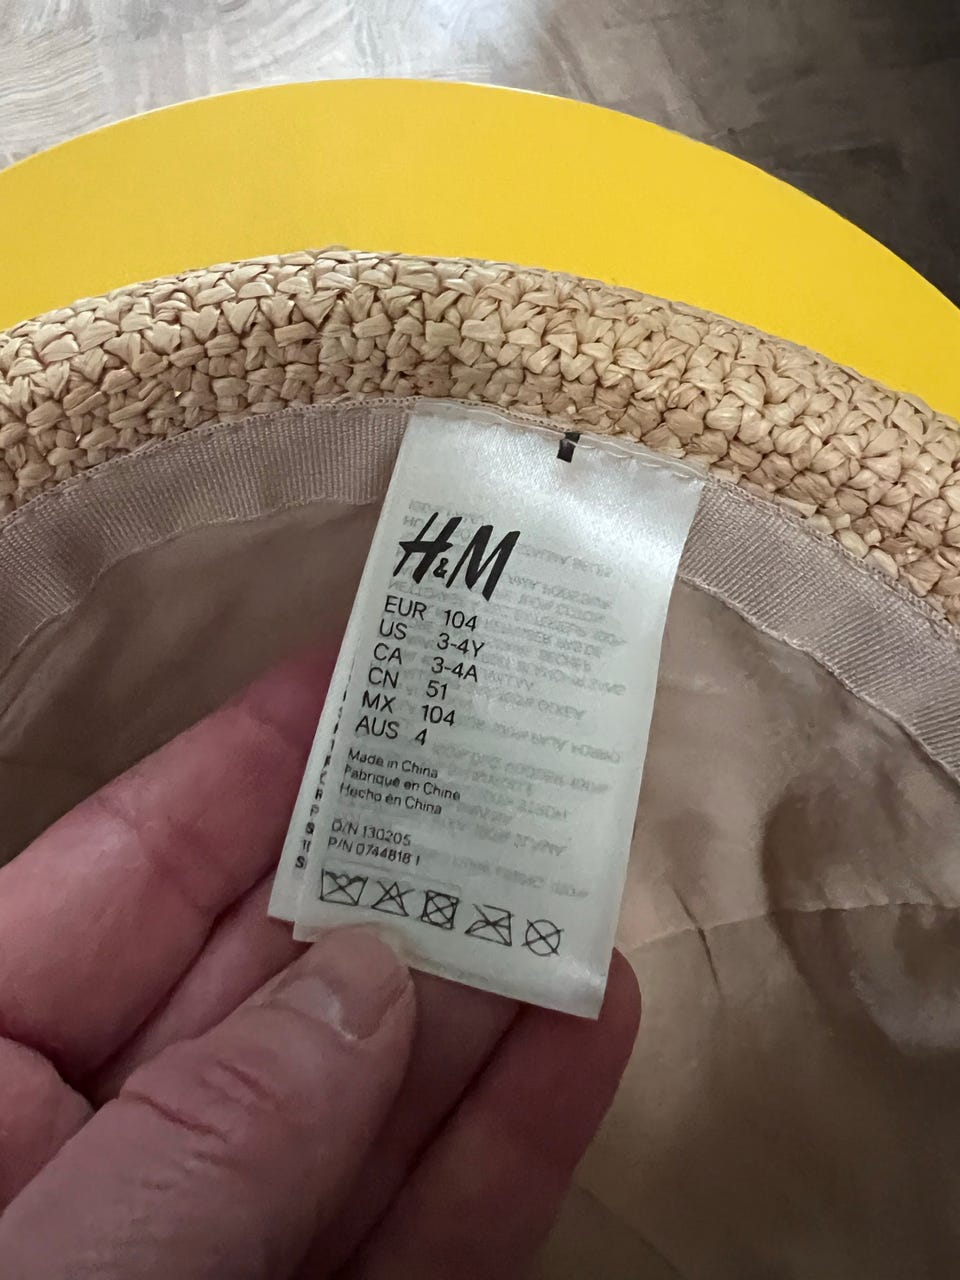 H&M
EUR 104
US 3-4Y
CA 3-4A
CN 51
MX 104
AUS 4
Made in China
Fabriqué en Chine
Hecho en China
O/N 130205
P/N 0744818 1